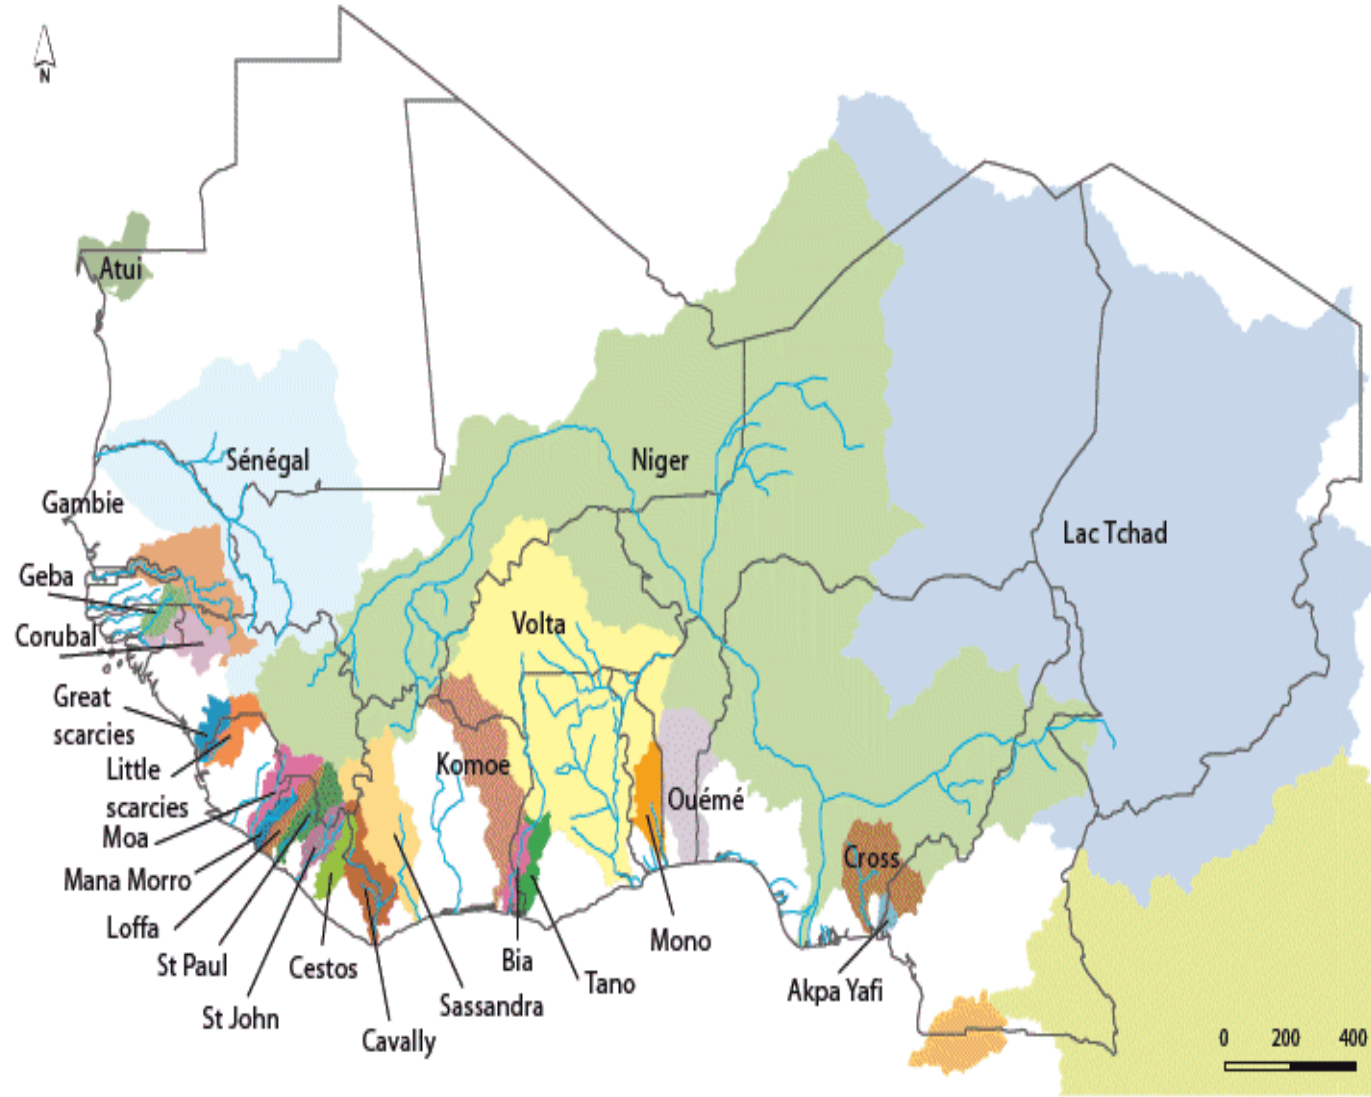 N
Atui
Sénégal
Niger
Gambie
Lac Tchad
Geba
Volta
Corubal
Great
scarcies
Komoe
Little
scarcies
Ouémé
Moa
Cross
Mana Morro
Loffa
Mono
St Paul
Cestos
Bia
Tano
Akpa Yafi
Sassandra
St John
Cavally
0 200 400